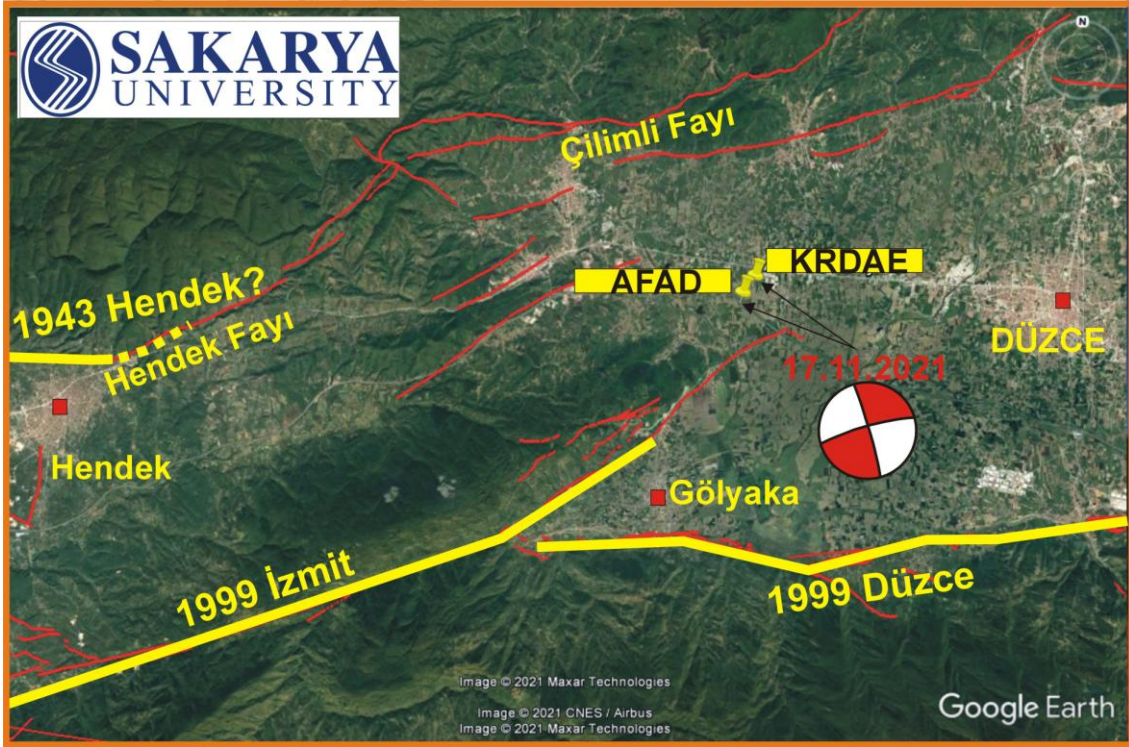 SAKARYA
UNIVERSITY
N
Çilimli Fayı
KRDAE
AFAD
1943 Hendek?
Hendek Fayı
DÜZCE
17.11.2021
Hendek
Gölyaka
1999 İzmit
1999 Düzce
Image © 2021 Maxar Technologies
Image © 2021 CNES / Airbus
Image © 2021 Maxar Technologies
Google Earth